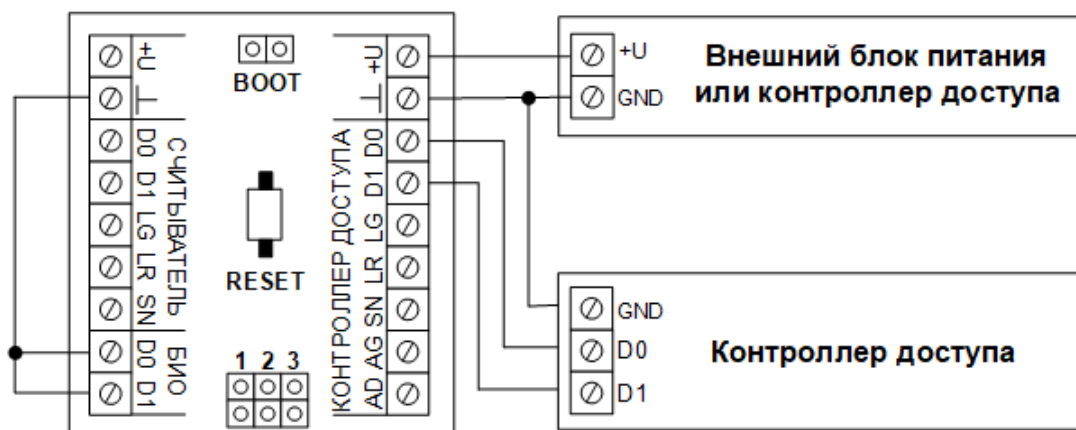 +U
⊥
D0
D1
LG
LR
SN
D0
D1
СЧИТЫВАТЕЛЬ
БИО
BOOT
RESET
1 2 3
КОНТРОЛЛЕР ДОСТУПА
+U
⊥
D0
D1
LG
LR
SN
AG
AD
+U
GND
Внешний блок питания
или контроллер доступа
GND
D0
D1
Контроллер доступа